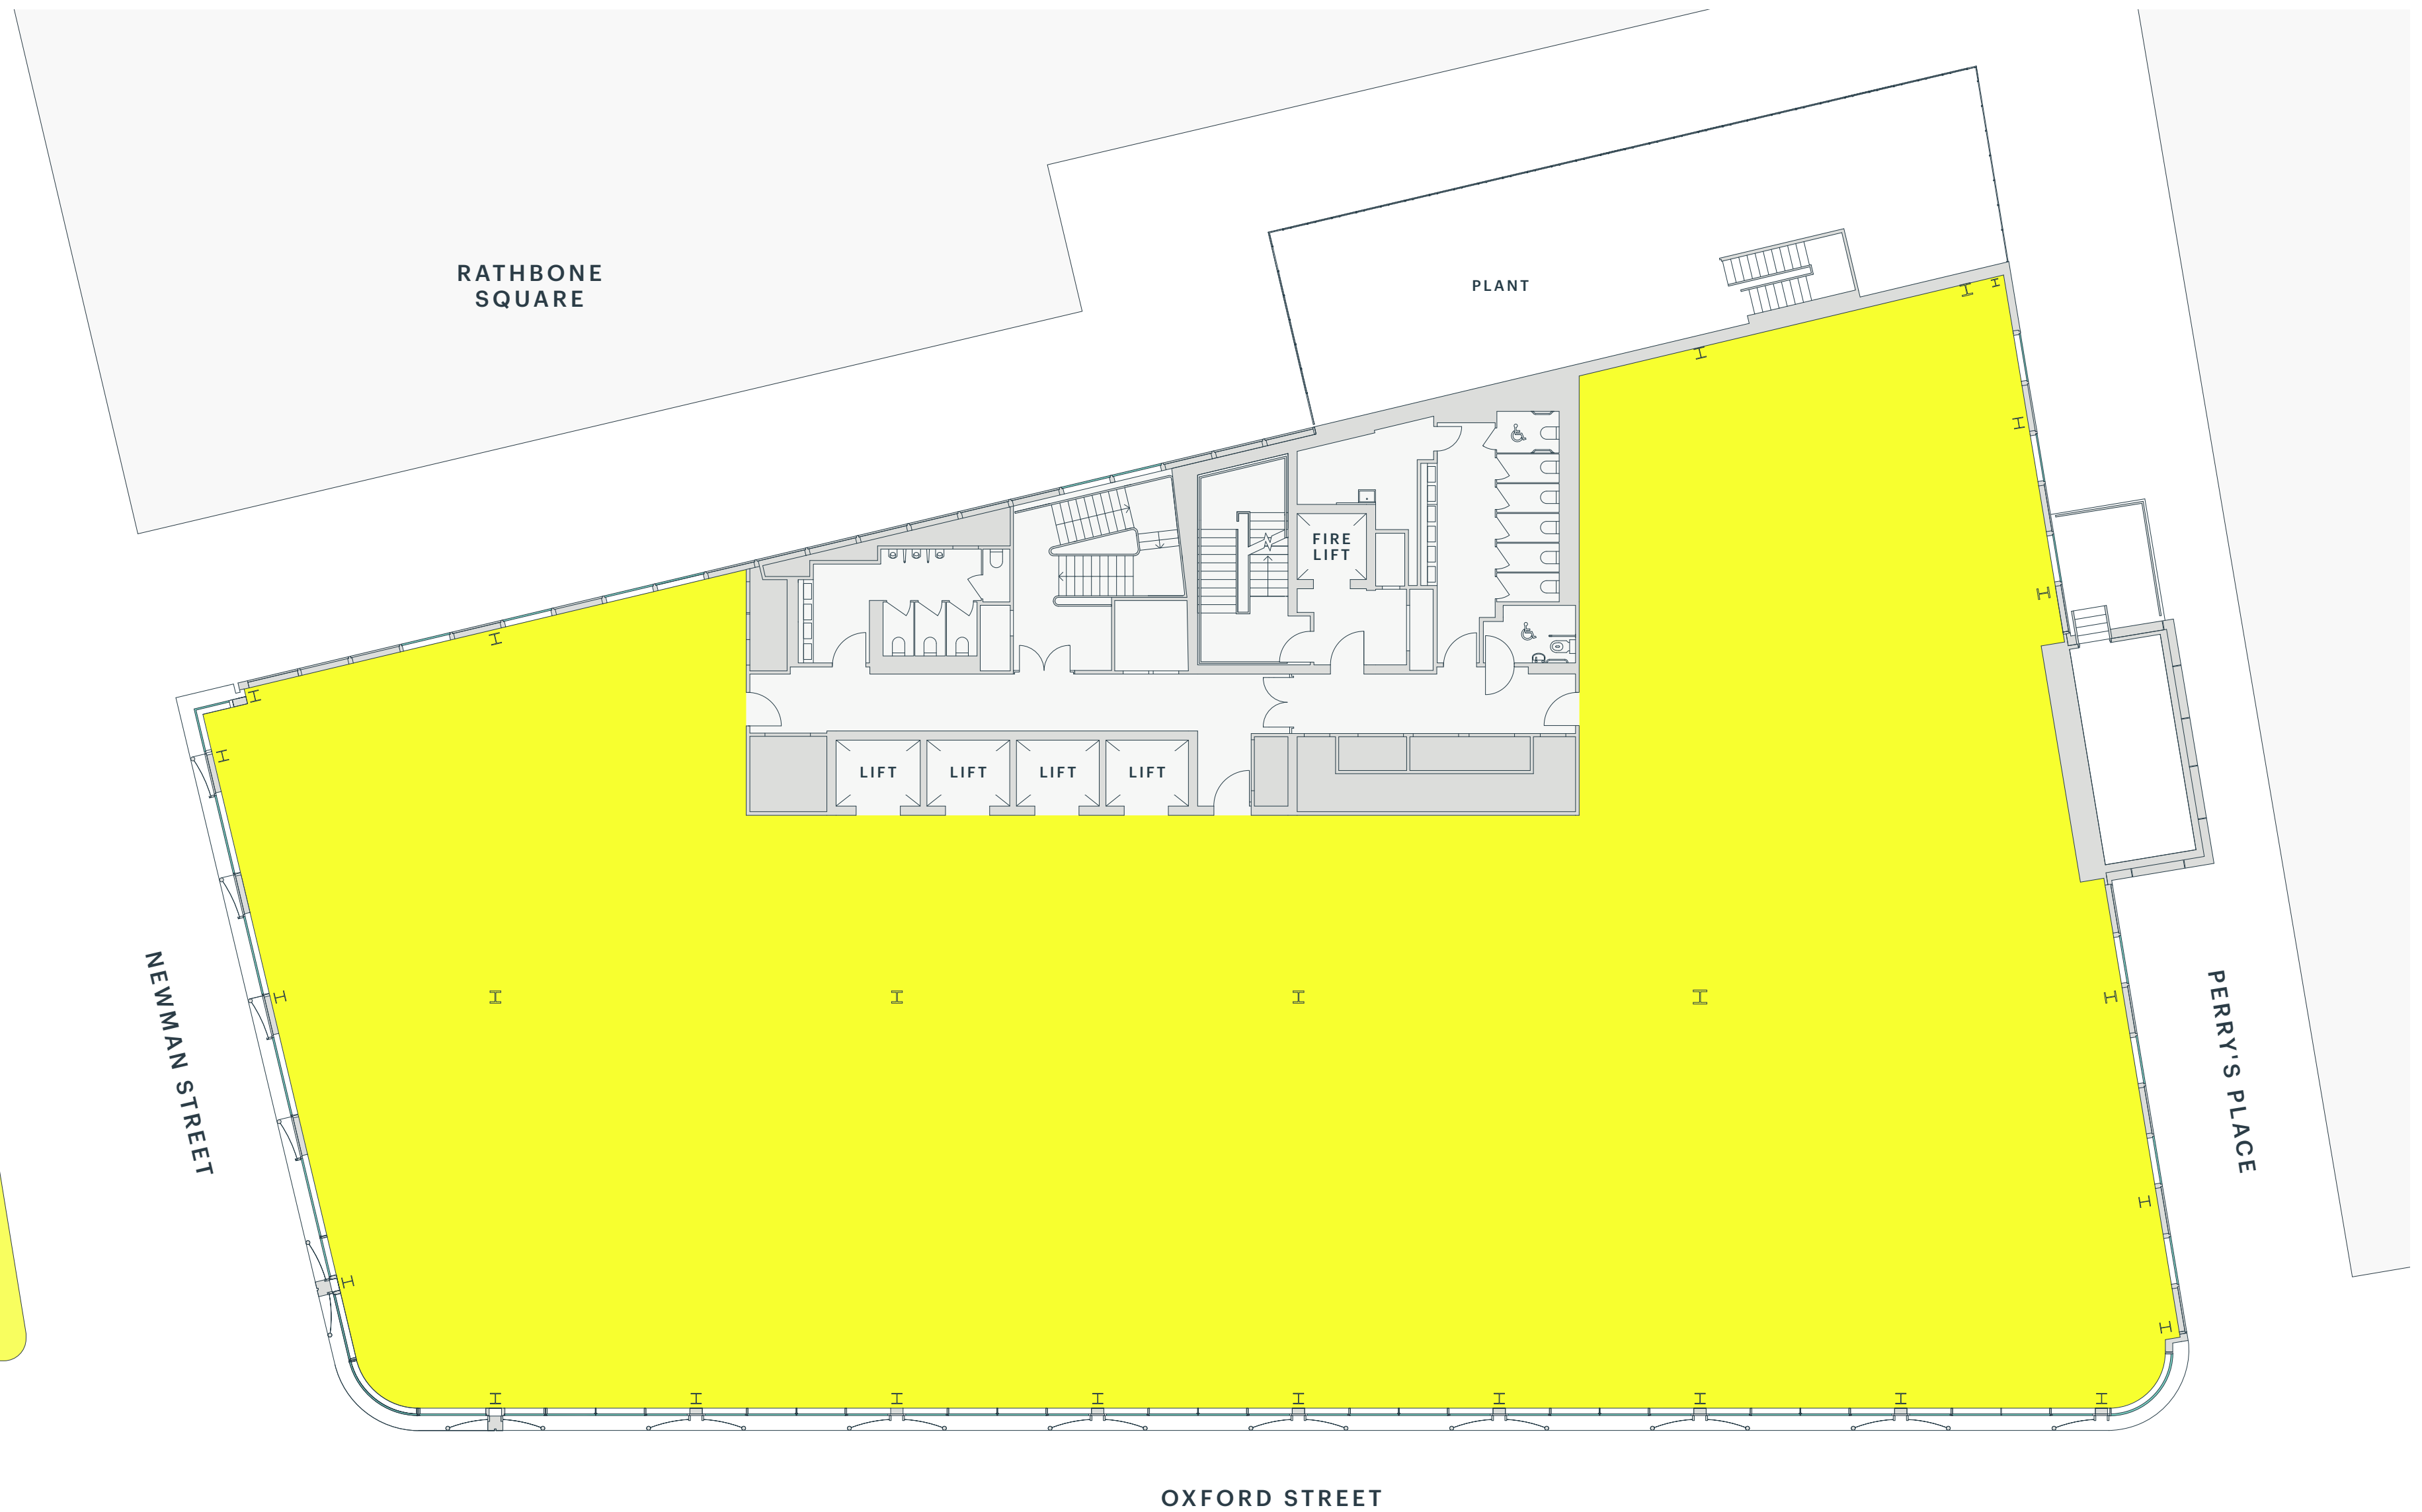 RATHBONE
SQUARE
PLANT
FIRE
LIFT
LIFT
LIFT
LIFT
LIFT
NEWMAN STREET
PERRY'S PLACE
OXFORD STREET